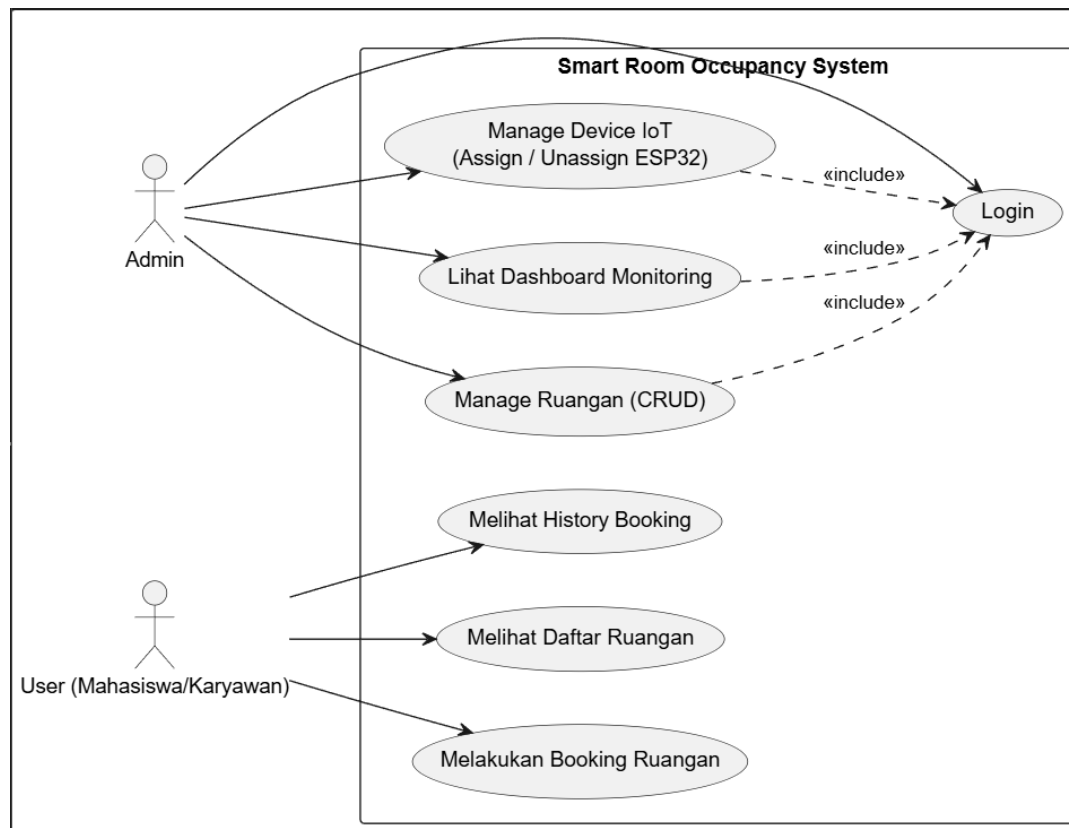 Smart Room Occupancy System
Manage Device IoT
(Assign / Unassign ESP32)
«include»
Login
Admin
«include»
Lihat Dashboard Monitoring
«include»
Manage Ruangan (CRUD)
Melihat History Booking
Melihat Daftar Ruangan
User (Mahasiswa/Karyawan)
Melakukan Booking Ruangan